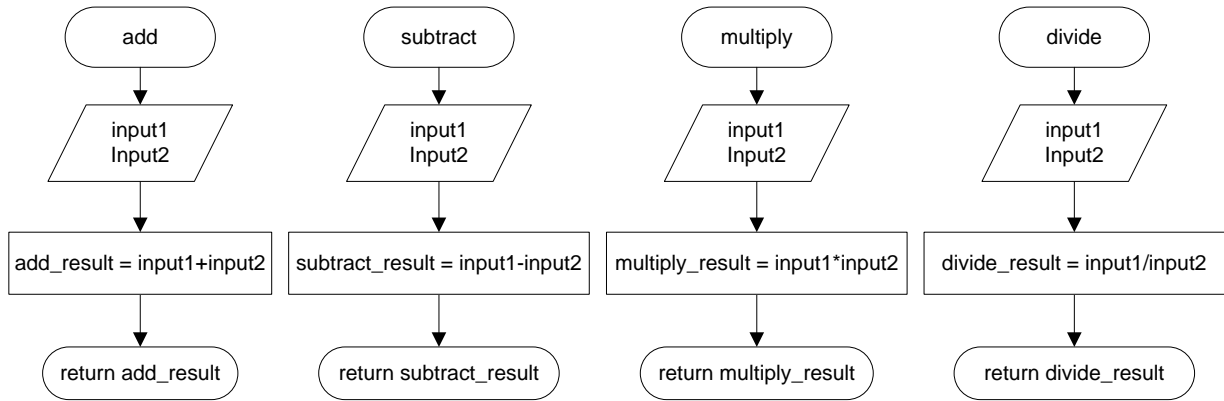 add
input1
Input2
add_result = input1+input2
return add_result
subtract
input1
Input2
subtract_result = input1-input2
return subtract_result
multiply
input1
Input2
multiply_result = input1*input2
return multiply_result
divide
input1
Input2
divide_result = input1/input2
return divide_result